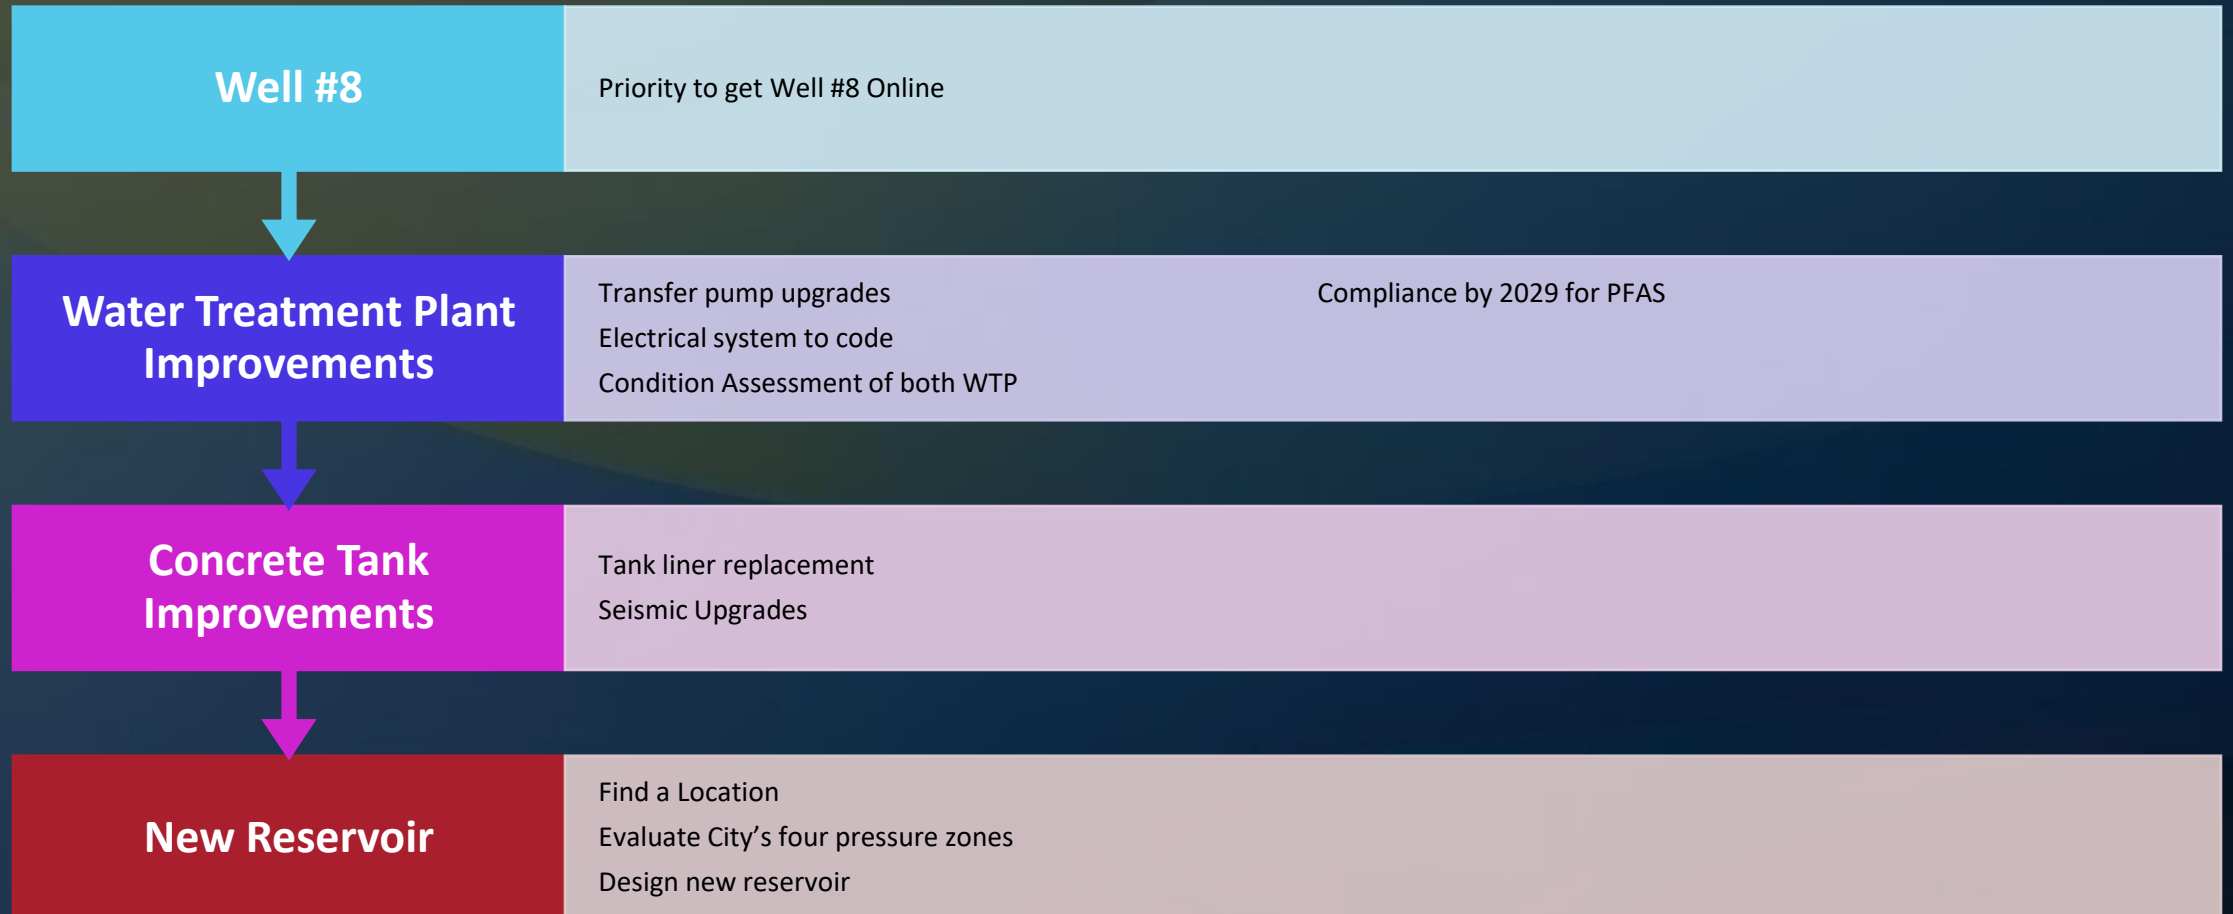 Well #8
Priority to get Well #8 Online
Water Treatment Plant
Improvements
Transfer pump upgrades
Electrical system to code
Condition Assessment of both WTP
Compliance by 2029 for PFAS
Concrete Tank
Improvements
Tank liner replacement
Seismic Upgrades
New Reservoir
Find a Location
Evaluate City’s four pressure zones
Design new reservoir